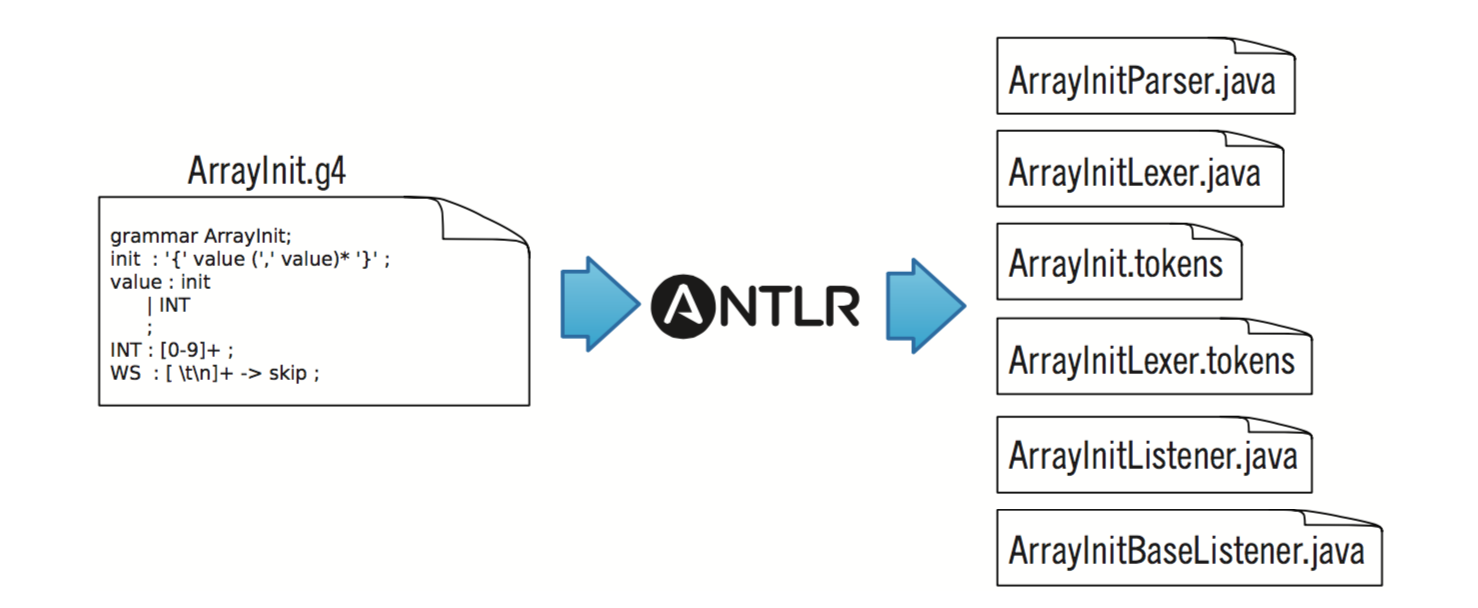 ArrayInit.g4
grammar ArrayInit;
init : '{' value (',' value)* '}' ;
value : init
| INT
;
INT : [0-9]+ ;
WS : [ \t\n]+ -> skip ;
ANTLR
ArrayInitParser.java
ArrayInitLexer.java
ArrayInit.tokens
ArrayInitLexer.tokens
ArrayInitListener.java
ArrayInitBaseListener.java